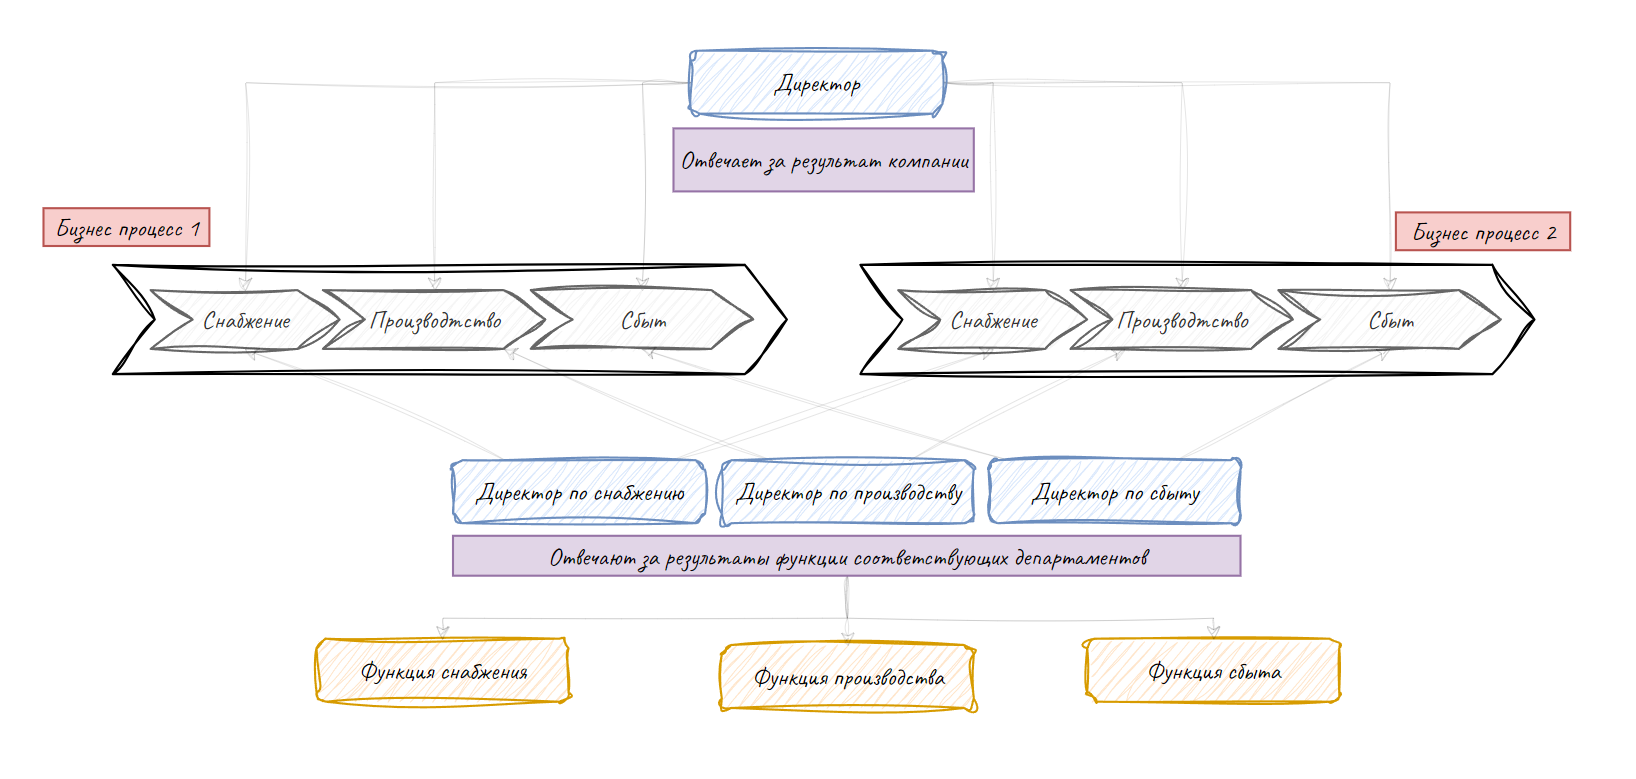 Директор
Отвечает за результат компании
Бизнес процесс 1
Бизнес процесс 2
Снабжение
Производтство
Сбыт
Снабжение
Производтство
Сбыт
Директор по снабжению
Директор по производству
Директор по сбыту
Отвечают за результаты функции соответствующих департаментов
Функция снабжения
Функция производства
Функция сбыта